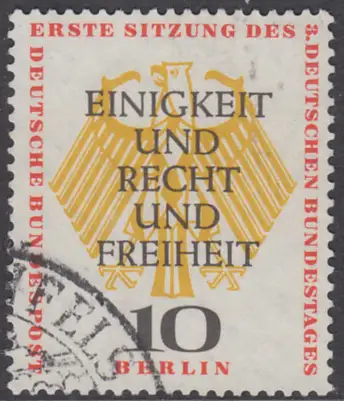 ERSTE SITZUNG DES
3. DEUTSCHEN BUNDESTAGES
DEUTSCHE BUNDESPOST
EINIGKEIT
UND
RECHT
UND
FREIHEIT
10
BERLIN